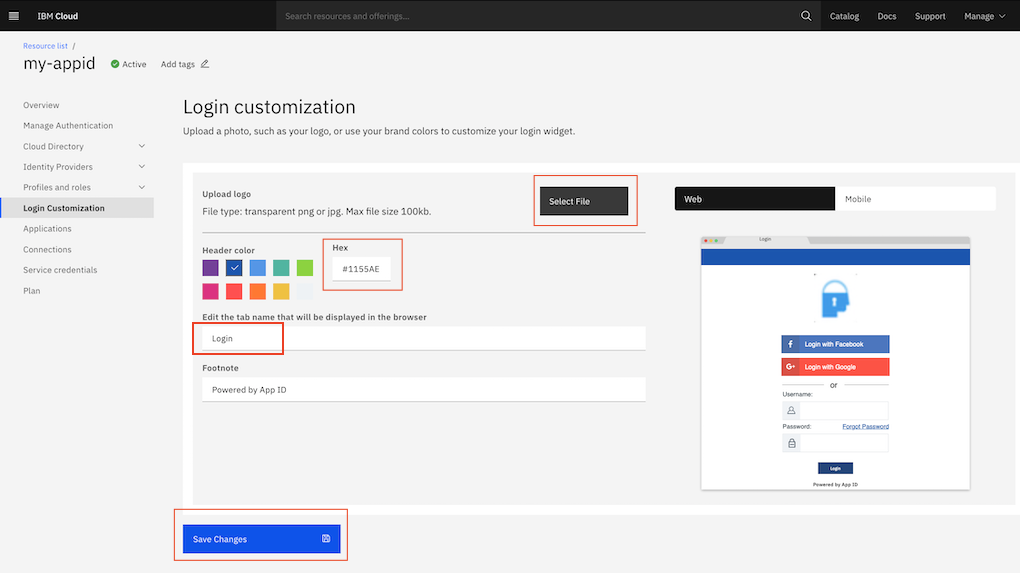 IBM Cloud
Search resources and offerings...
Catalog
Docs
Support
Manage
Resource list /
my-appid
Active
Add tags
Overview
Manage Authentication
Cloud Directory
Identity Providers
Profiles and roles
Login Customization
Applications
Connections
Service credentials
Plan
Login customization
Upload a photo, such as your logo, or use your brand colors to customize your login widget.
Upload logo
File type: transparent png or jpg. Max file size 100kb.
Select File
Header color
Hex
#1155AE
Edit the tab name that will be displayed in the browser
Login
Footnote
Powered by App ID
Save Changes
Web
Mobile
Login
f Login with Facebook
G+ Login with Google
or
Username:
Password: Forgot Password
Login
Powered by App ID